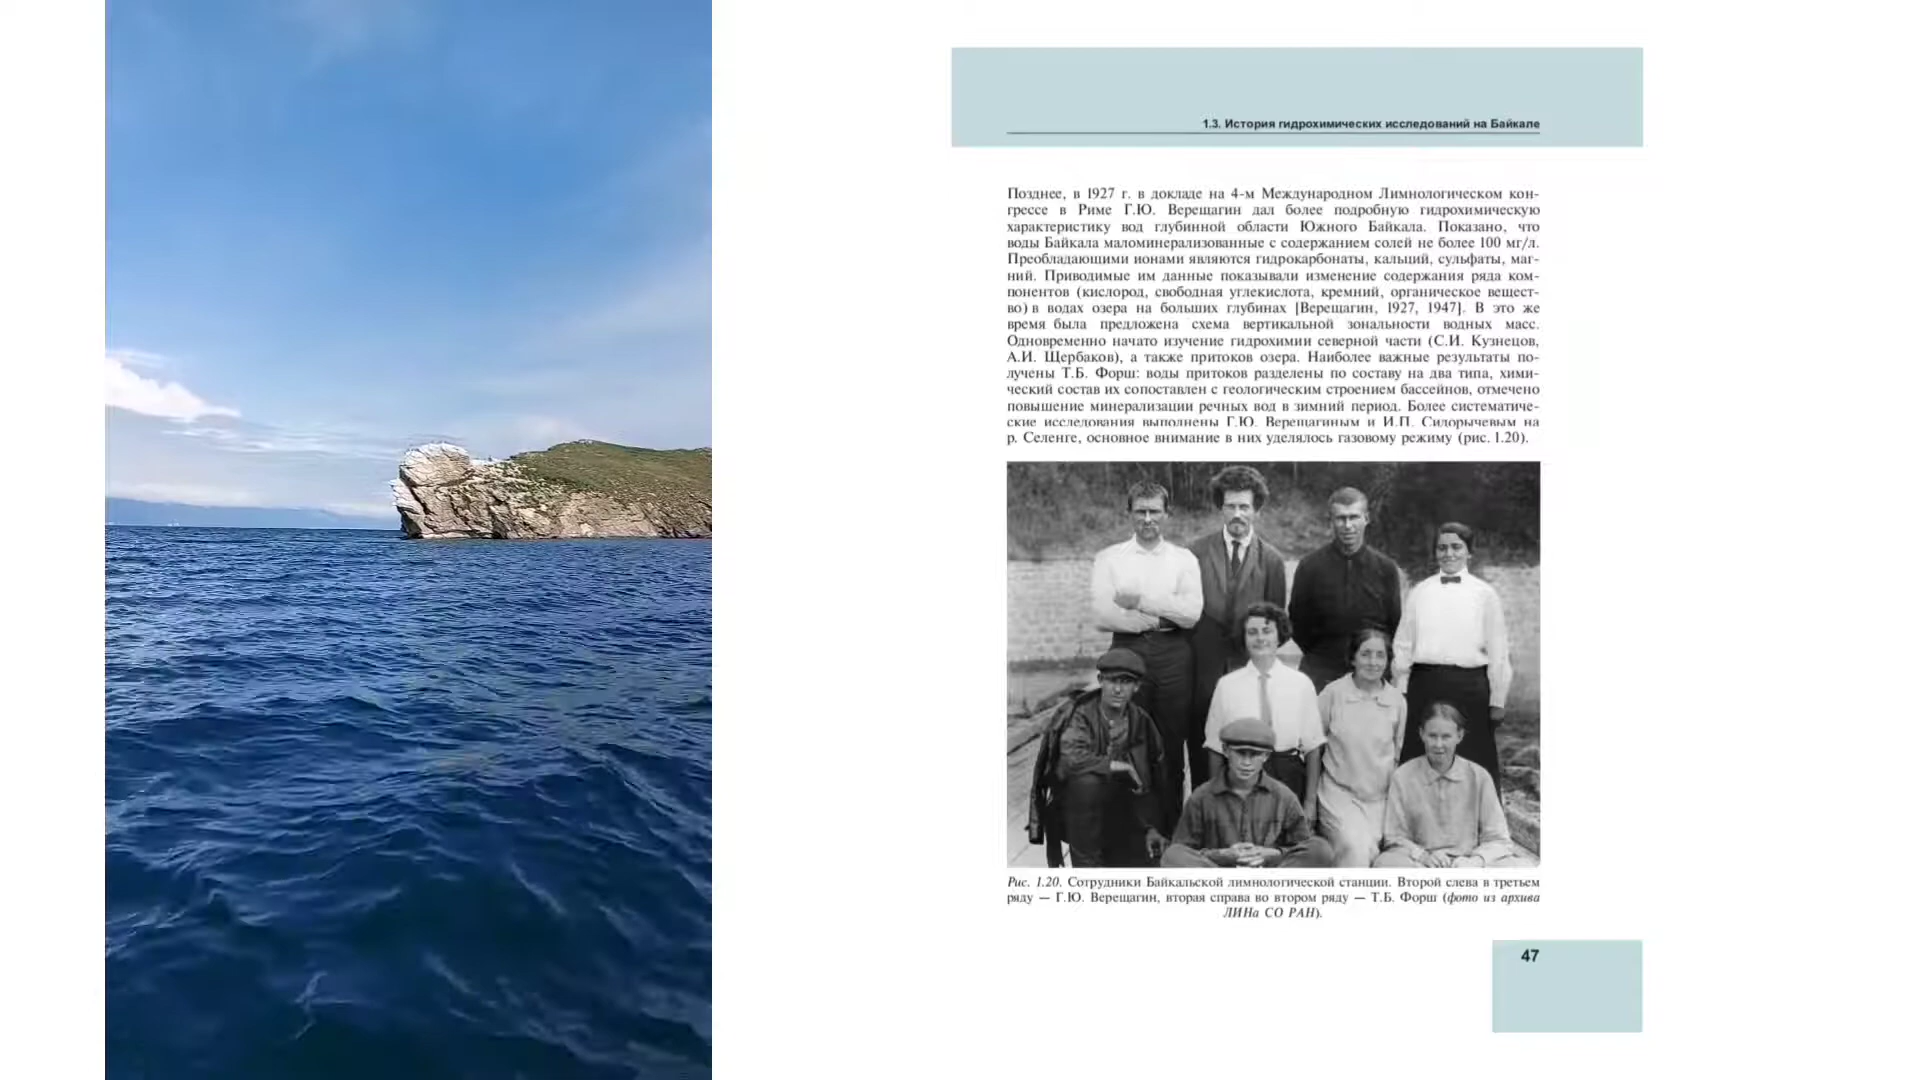 1.3. История гидрохимических исследований на Байкале
Позднее, в 1927 г. в докладе на 4-м Международном Лимнологическом кон-
грессе в Риме Г.Ю. Верещагин дал более подробную гидрохимическую
характеристику вод глубинной области Южного Байкала. Показано, что
воды Байкала маломинерализованные с содержанием солей не более 100 мг/л.
Преобладающими ионами являются гидрокарбонаты, кальций, сульфаты, маг-
ний. Приводимые им данные показывали изменение содержания ряда ком-
понентов (кислород, свободная углекислота, кремний, органическое вещест-
во) в водах озера на больших глубинах [Верещагин, 1927, 1947]. В это же
время была предложена схема вертикальной зональности водных масс.
Одновременно начато изучение гидрохимии северной части (С.И. Кузнецов,
А.И. Щербаков), а также притоков озера. Наиболее важные результаты по-
лучены Т.Б. Форш: воды притоков разделены по составу на два типа, хими-
ческий состав их сопоставлен с геологическим строением бассейнов, отмечено
повышение минерализации речных вод в зимний период. Более систематиче-
ские исследования выполнены Г.Ю. Верещагиным и И.П. Сидорычевым на
р. Селенге, основное внимание в них уделялось газовому режиму (рис. 1.20).
Рис. 1.20. Сотрудники Байкальской лимнологической станции. Второй слева в третьем
ряду — Г.Ю. Верещагин, вторая справа во втором ряду — Т.Б. Форш (фото из архива
ЛИНа СО РАН).
47